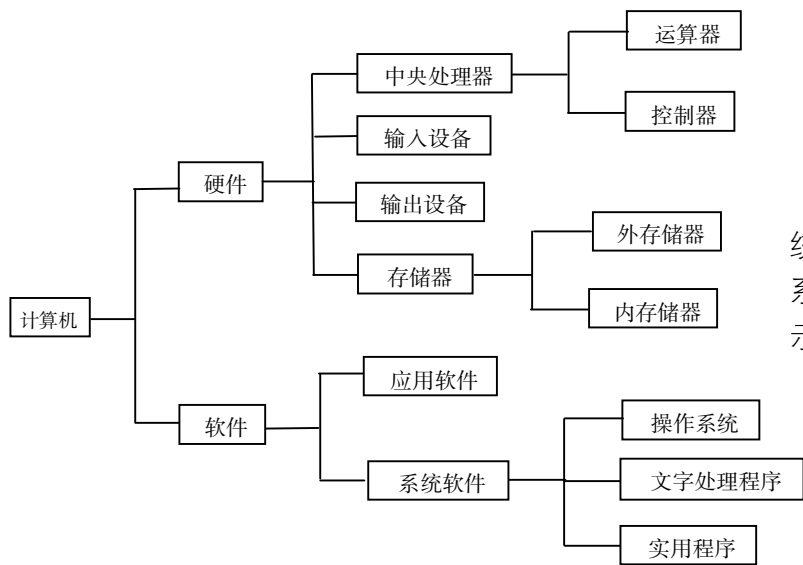 计算机
硬件
中央处理器
运算器
控制器
输入设备
输出设备
存储器
外存储器
内存储器
软件
应用软件
系统软件
操作系统
文字处理程序
实用程序